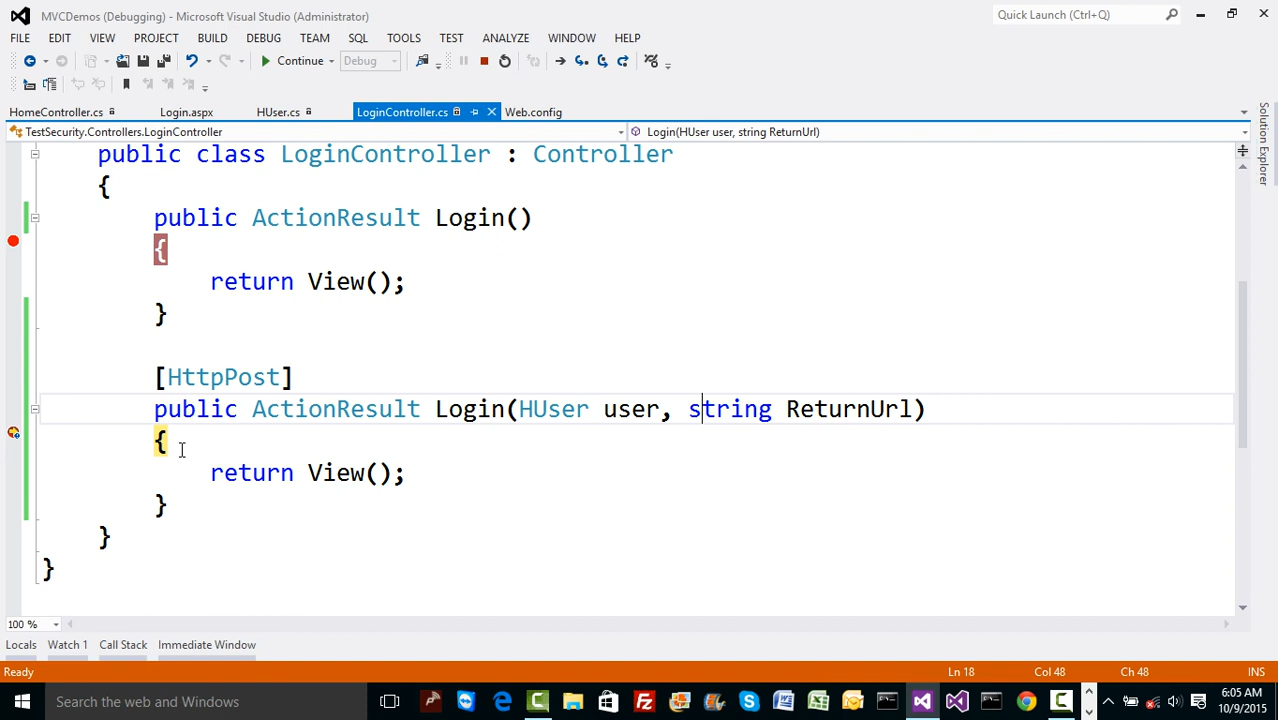 MVCDemos (Debugging) - Microsoft Visual Studio (Administrator)
Quick Launch (Ctrl+Q)
FILE EDIT VIEW PROJECT BUILD DEBUG TEAM SQL TOOLS TEST ANALYZE WINDOW HELP
Continue Debug
HomeController.cs Login.aspx HUser.cs LoginController.cs Web.config
TestSecurity.Controllers.LoginController Login(HUser user, string ReturnUrl)
Solution Explorer
public class LoginController : Controller
{
public ActionResult Login()
{
return View();
}
[HttpPost]
public ActionResult Login(HUser user, string ReturnUrl)
{
return View();
}
}
}
100 %
Locals Watch 1 Call Stack Immediate Window
Ready Ln 18 Col 48 Ch 48 INS
Search the web and Windows
6:05 AM
10/9/2015